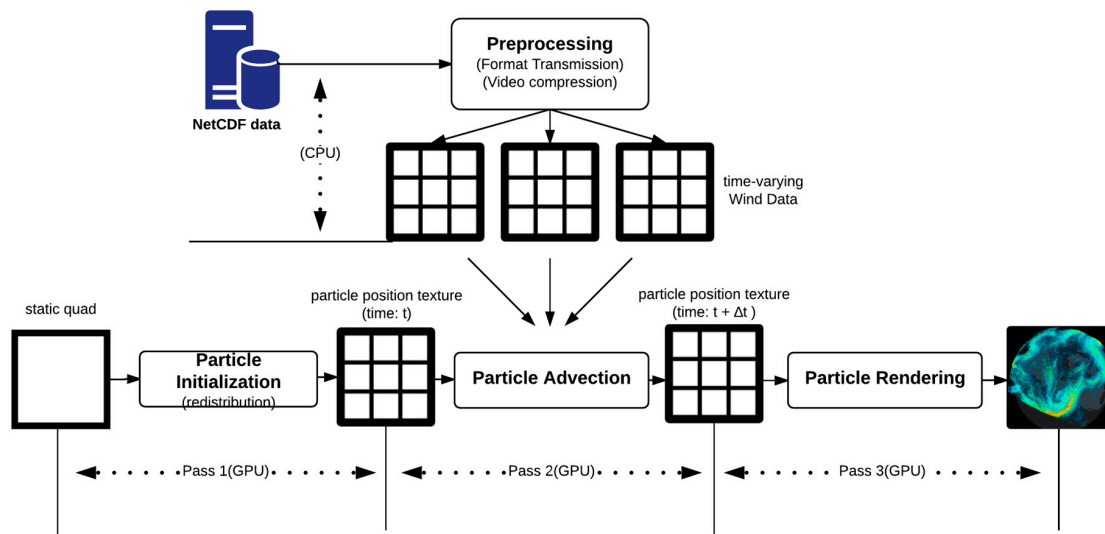 Preprocessing
(Format Transmission)
(Video compression)
NetCDF data
(CPU)
time-varying
Wind Data
static quad
particle position texture
(time: t)
particle position texture
(time: t + Δt )
Particle
Initialization
(redistribution)
Particle Advection
Particle Rendering
Pass 1(GPU)
Pass 2(GPU)
Pass 3(GPU)